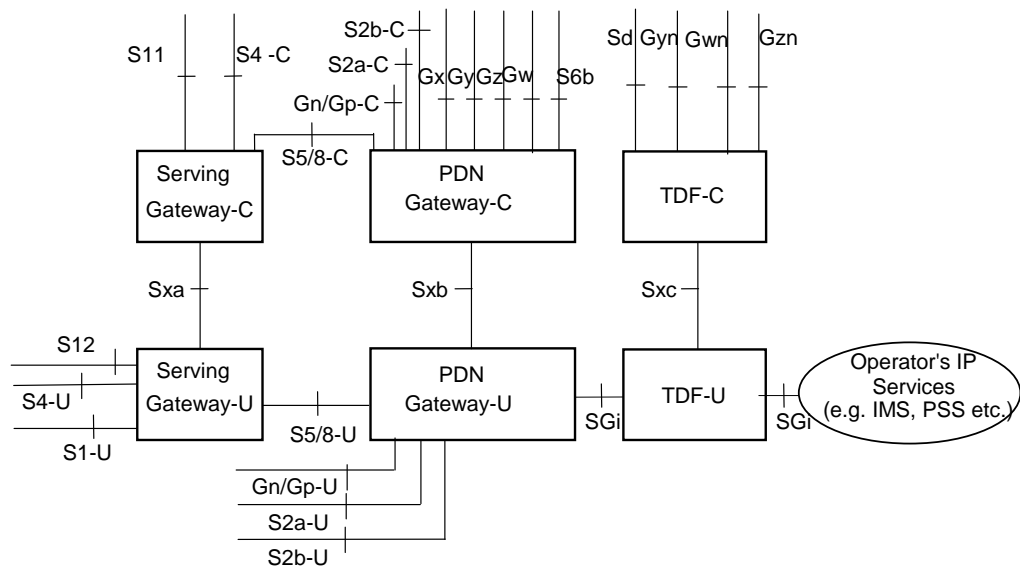 S2b-C
Sd
Gyn
Gwn
Gzn
S11
S4 -C
S2a-C
Gx
Gy
Gz
Gw
S6b
Gn/Gp-C
S5/8-C
Serving
Gateway-C
PDN
Gateway-C
TDF-C
Sxa
Sxb
Sxc
S12
S4-U
S1-U
Serving
Gateway-U
S5/8-U
PDN
Gateway-U
SGi
TDF-U
SGi
Operator's IP
Services
(e.g. IMS, PSS etc.)
Gn/Gp-U
S2a-U
S2b-U